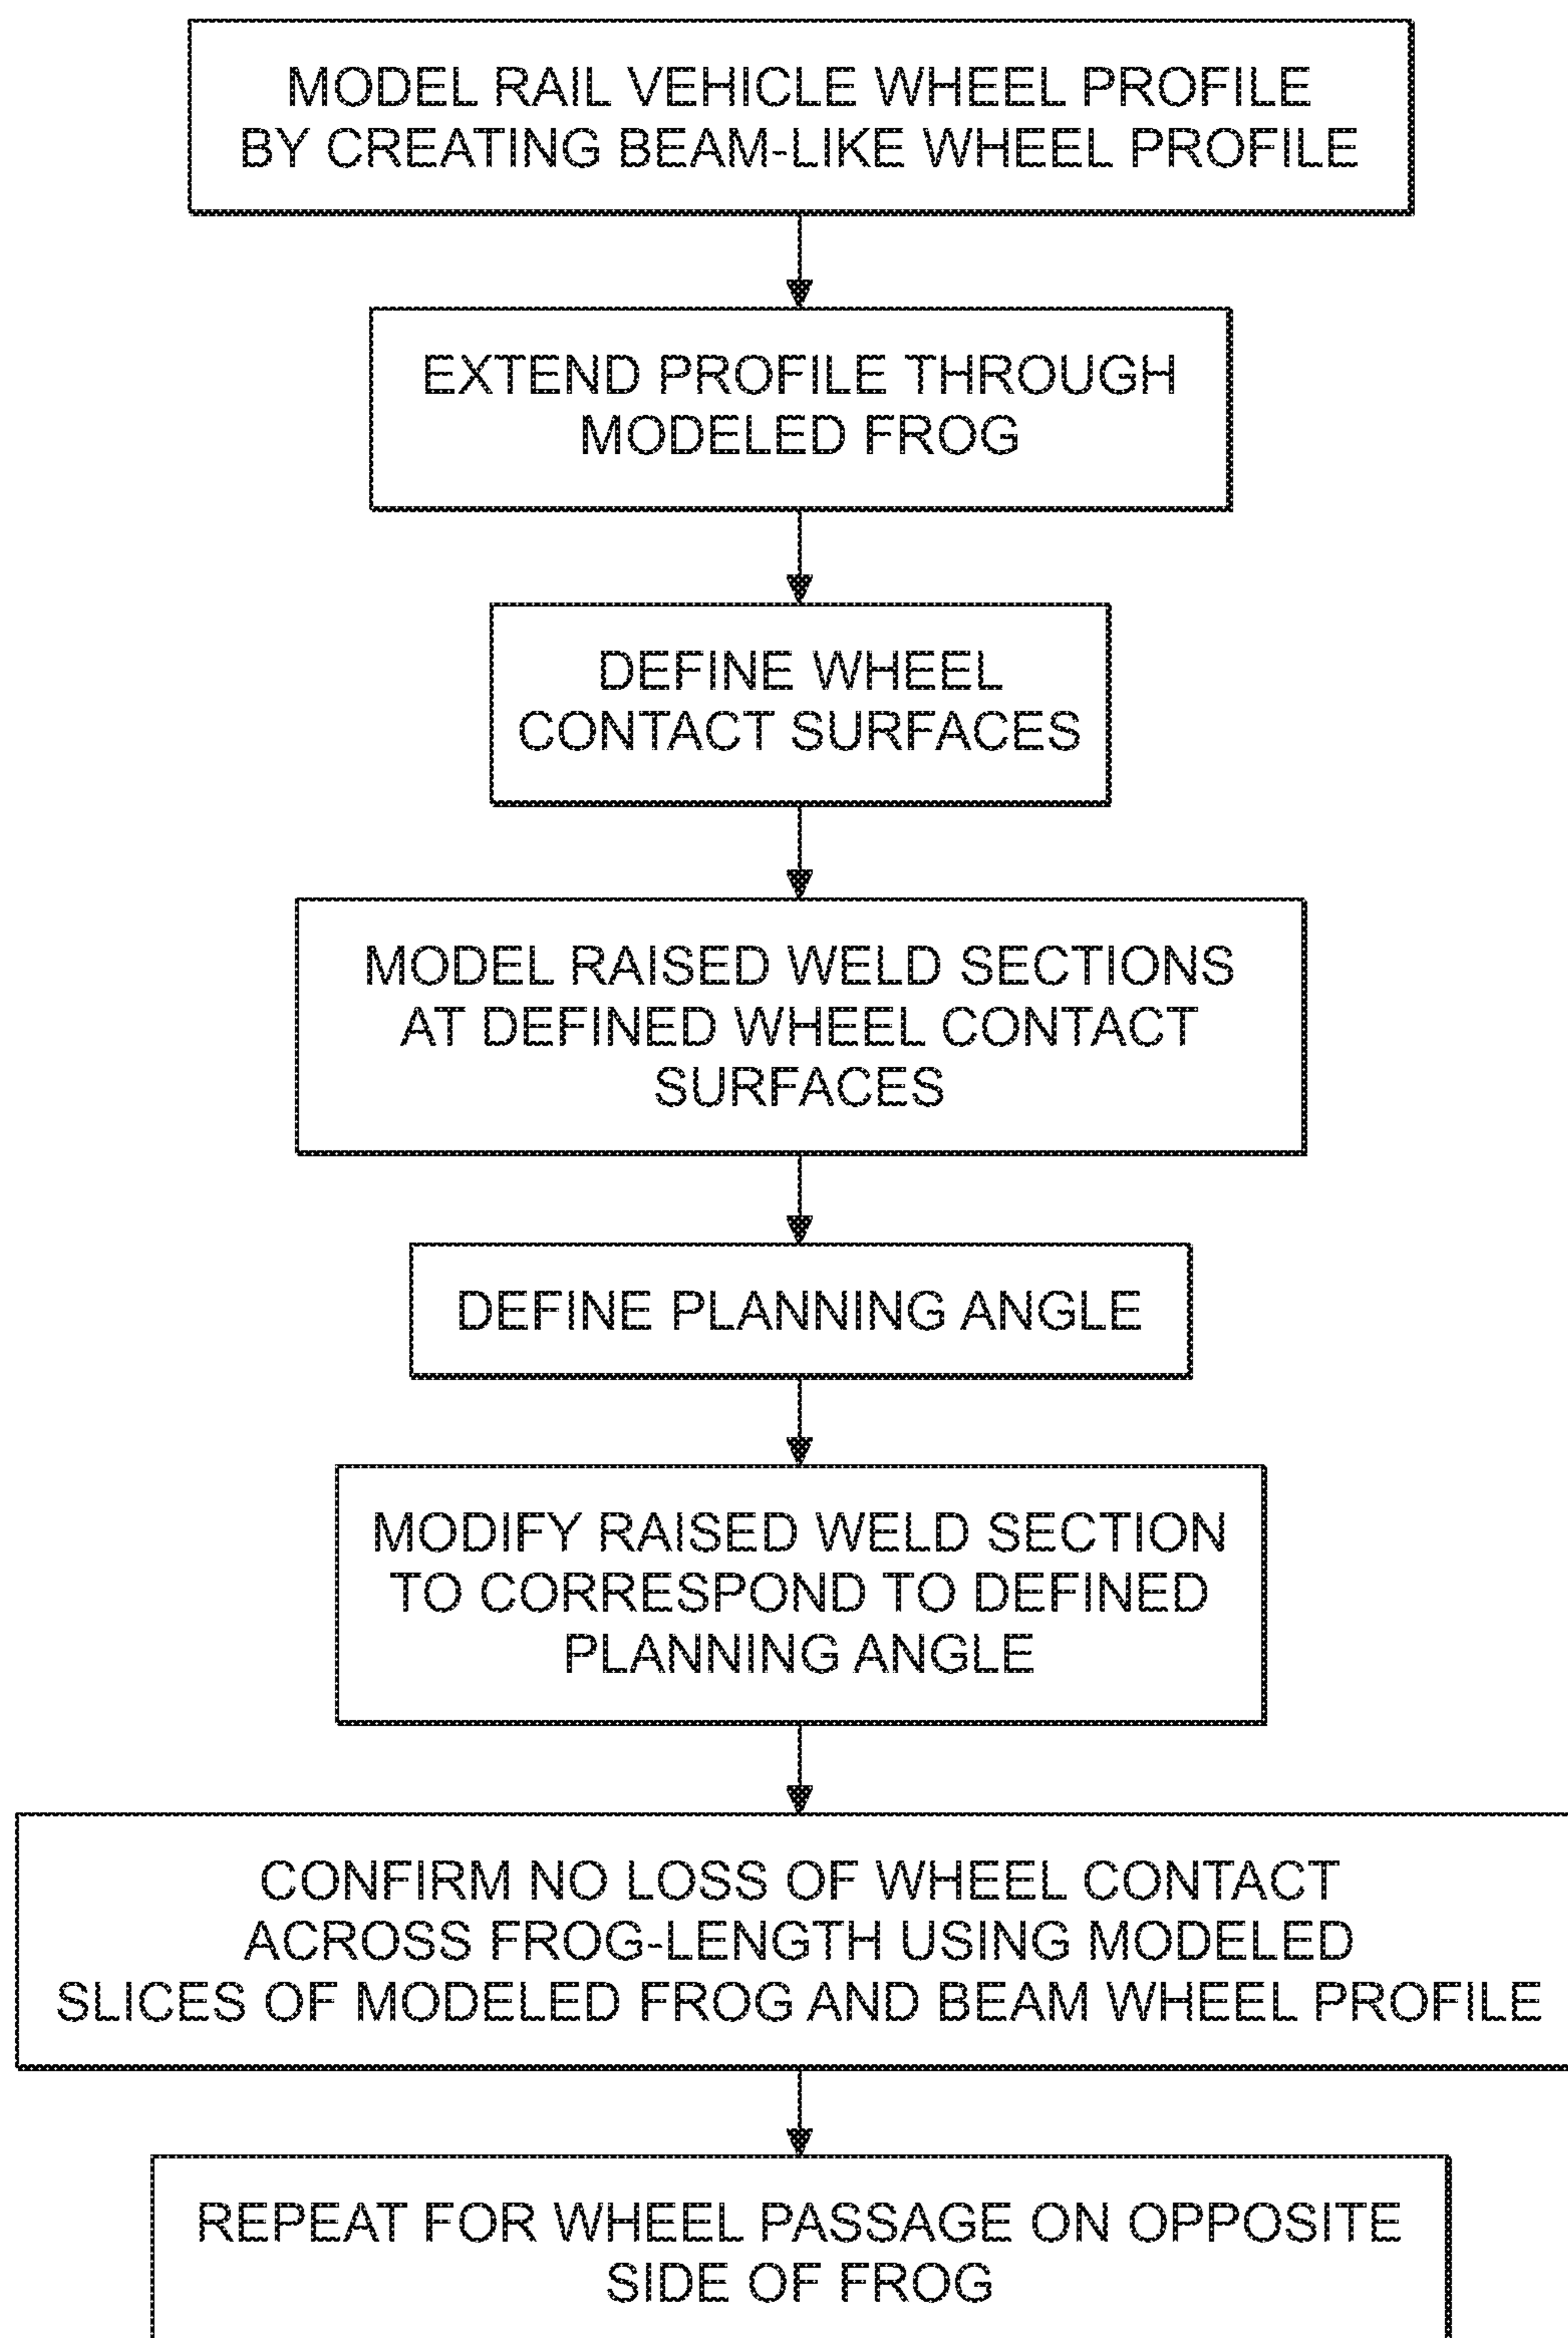 MODEL RAIL VEHICLE WHEEL PROFILE
BY CREATING BEAM-LIKE WHEEL PROFILE
EXTEND PROFILE THROUGH
MODELED FROG
DEFINE WHEEL
CONTACT SURFACES
MODEL RAISED WELD SECTIONS
AT DEFINED WHEEL CONTACT
SURFACES
DEFINE PLANNING ANGLE
MODIFY RAISED WELD SECTION
TO CORRESPOND TO DEFINED
PLANNING ANGLE
CONFIRM NO LOSS OF WHEEL CONTACT
ACROSS FROG-LENGTH USING MODELED
SLICES OF MODELED FROG AND BEAM WHEEL PROFILE
REPEAT FOR WHEEL PASSAGE ON OPPOSITE
SIDE OF FROG